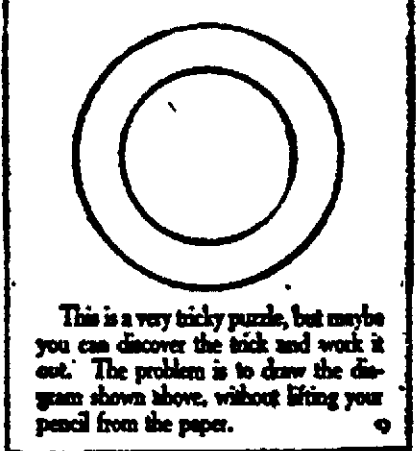 This is a very tricky puzzle, but maybe
you can discover the trick and work it
out. The problem is to draw the dia-
gram shown above, without lifting your
pencil from the paper.